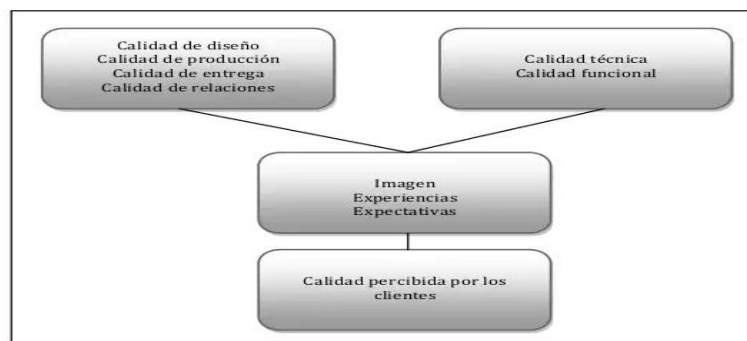 Calidad de diseño
Calidad de producción
Calidad de entrega
Calidad de relaciones
Calidad técnica
Calidad funcional
Imagen
Experiencias
Expectativas
Calidad percibida por los
clientes